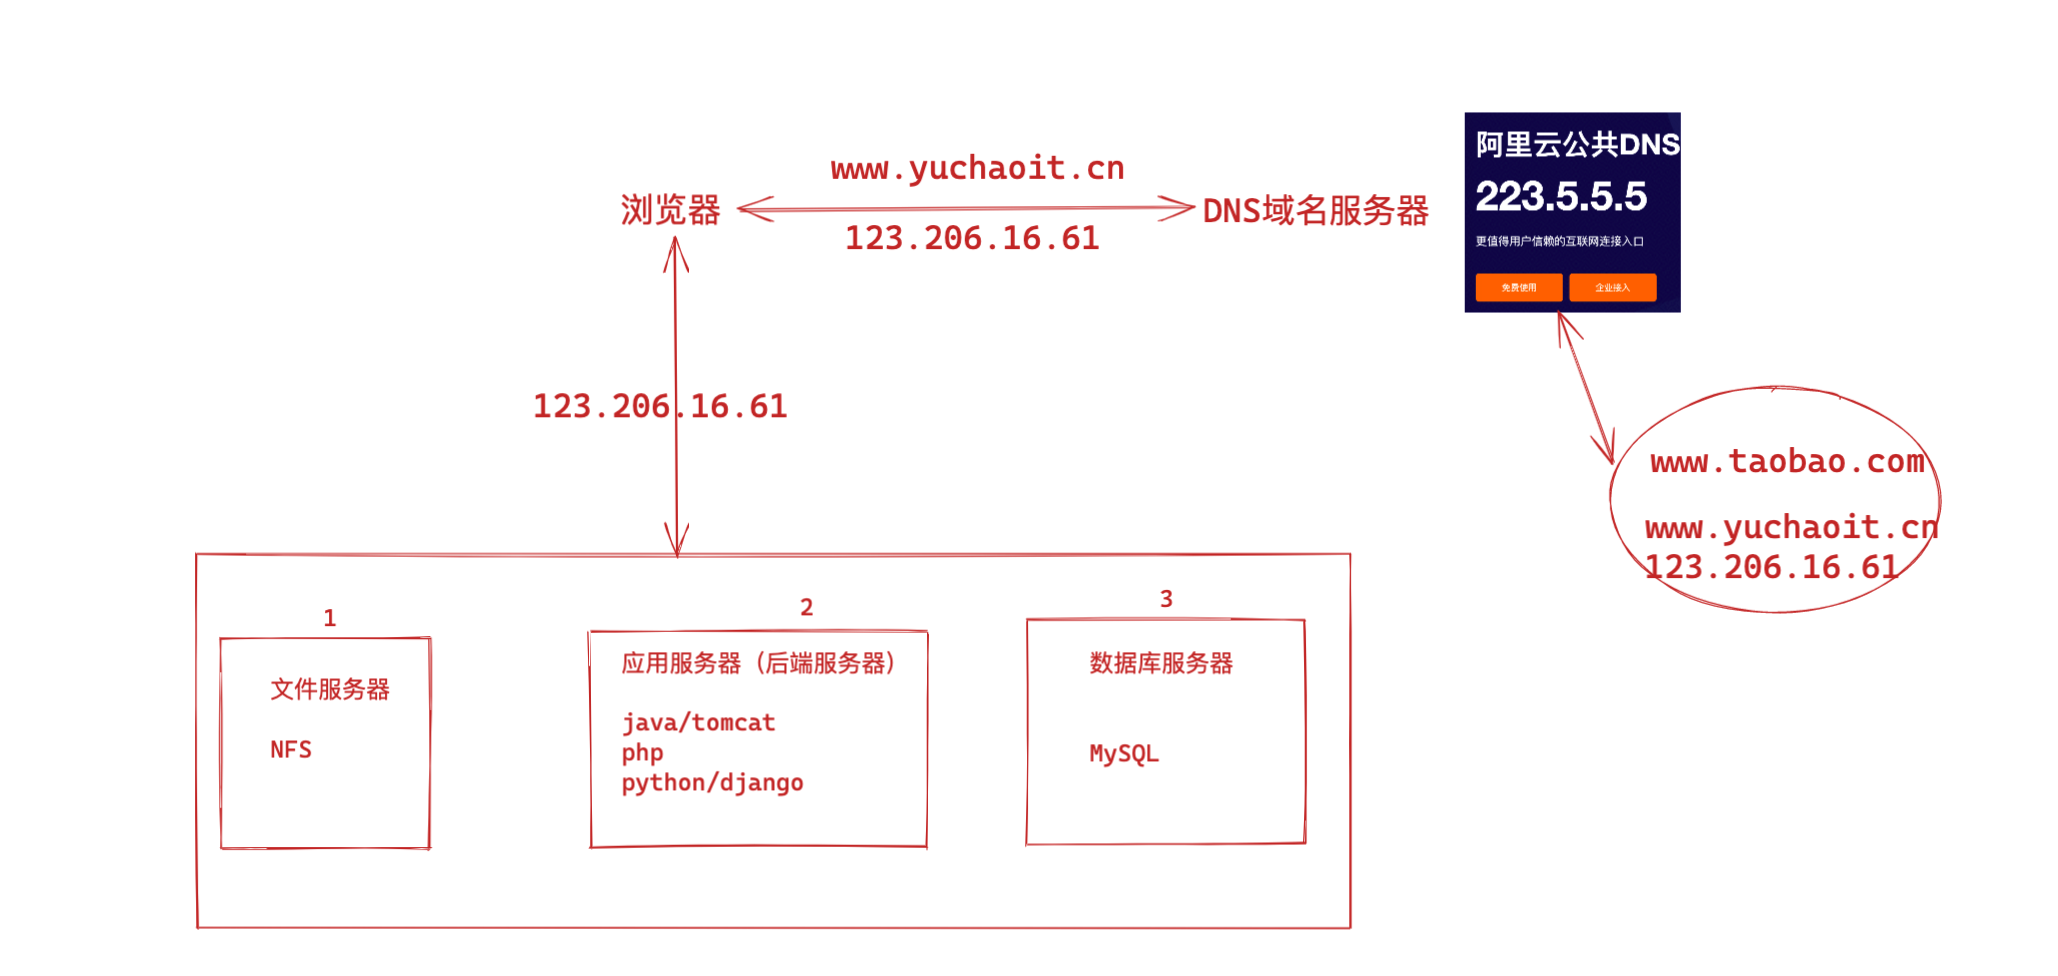 www.yuchaoit.cn
浏览器
DNS域名服务器
123.206.16.61
阿里云公共DNS
223.5.5.5
更值得用户信赖的互联网连接入口
免费使用
企业接入
123.206.16.61
www.taobao.com
www.yuchaoit.cn
123.206.16.61
1
文件服务器
NFS
2
应用服务器（后端服务器）
java/tomcat
php
python/django
3
数据库服务器
MySQL